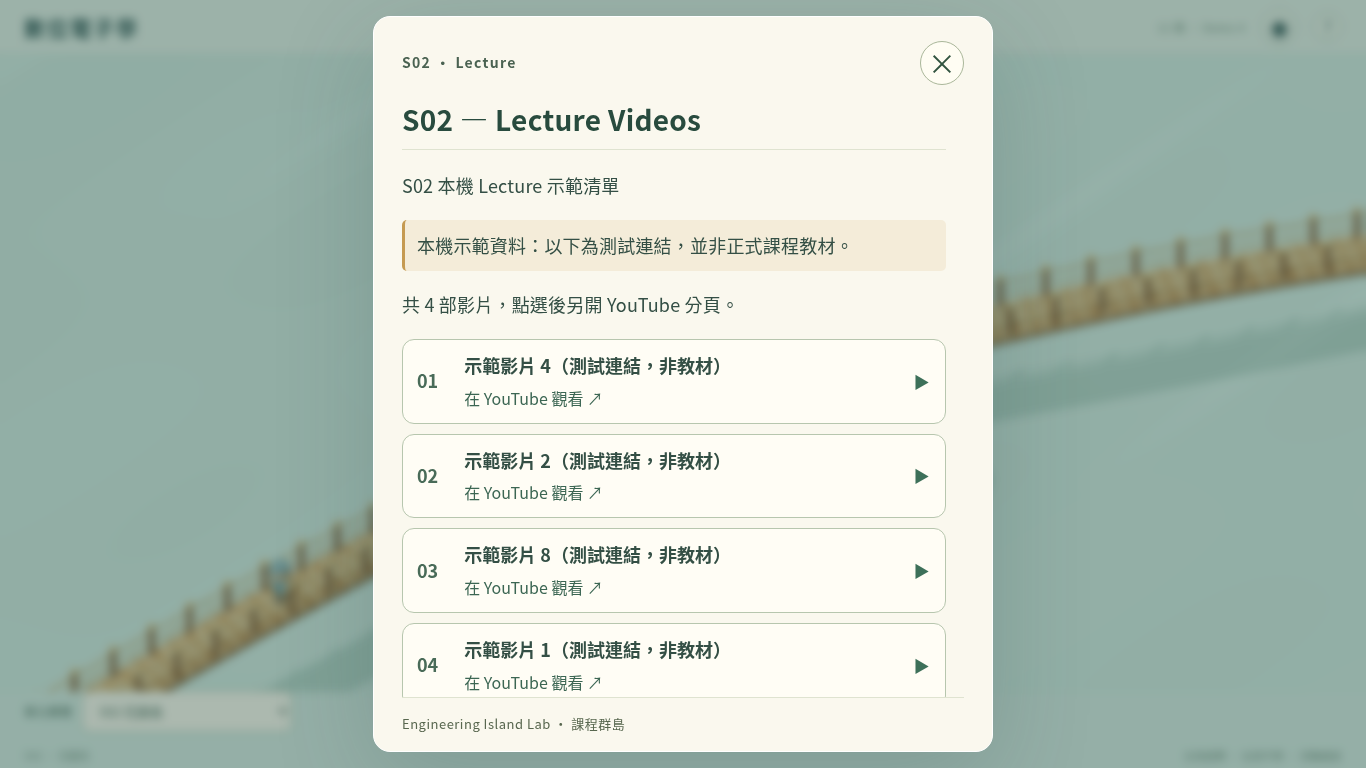 數位電子學
S02 • Lecture
S02 — Lecture Videos
S02 本機 Lecture 示範清單
本機示範資料：以下為測試連結，並非正式課程教材。
共 4 部影片，點選後另開 YouTube 分頁。
01
示範影片 4（測試連結，非教材）
在 YouTube 觀看 ↗
02
示範影片 2（測試連結，非教材）
在 YouTube 觀看 ↗
03
示範影片 8（測試連結，非教材）
在 YouTube 觀看 ↗
04
示範影片 1（測試連結，非教材）
在 YouTube 觀看 ↗
Engineering Island Lab • 課程群島